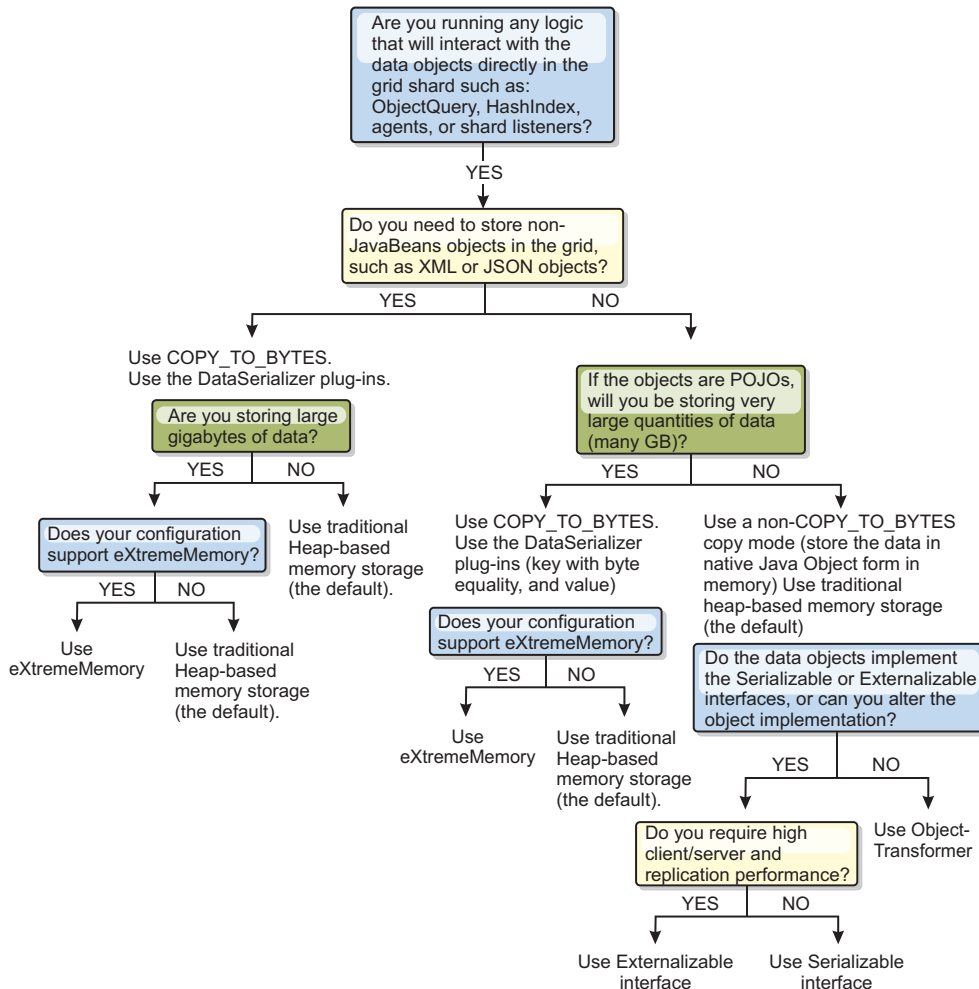 Are you running any logic
that will interact with the
data objects directly in the
grid shard such as:
ObjectQuery, HashIndex,
agents, or shard listeners?
YES
Do you need to store non-
JavaBeans objects in the grid,
such as XML or JSON objects?
YES
NO
Use COPY_TO_BYTES.
Use the DataSerializer plug-ins.
Are you storing large
gigabytes of data?
YES
NO
Does your configuration
support eXtremeMemory?
Use traditional
Heap-based
memory storage
(the default).
YES
NO
Use
eXtremeMemory
Use traditional
Heap-based
memory storage
(the default).
If the objects are POJOs,
will you be storing very
large quantities of data
(many GB)?
YES
NO
Use COPY_TO_BYTES.
Use the DataSerializer
plug-ins (key with byte
equality, and value)
Does your configuration
support eXtremeMemory?
YES
NO
Use
eXtremeMemory
Use traditional
Heap-based
memory storage
(the default).
Use a non-COPY_TO_BYTES
copy mode (store the data in
native Java Object form in
memory) Use traditional
heap-based memory storage
(the default)
Do the data objects implement
the Serializable or Externalizable
interfaces, or can you alter the
object implementation?
YES
NO
Do you require high
client/server and
replication performance?
Use Object-
Transformer
YES
NO
Use Externalizable
interface
Use Serializable
interface